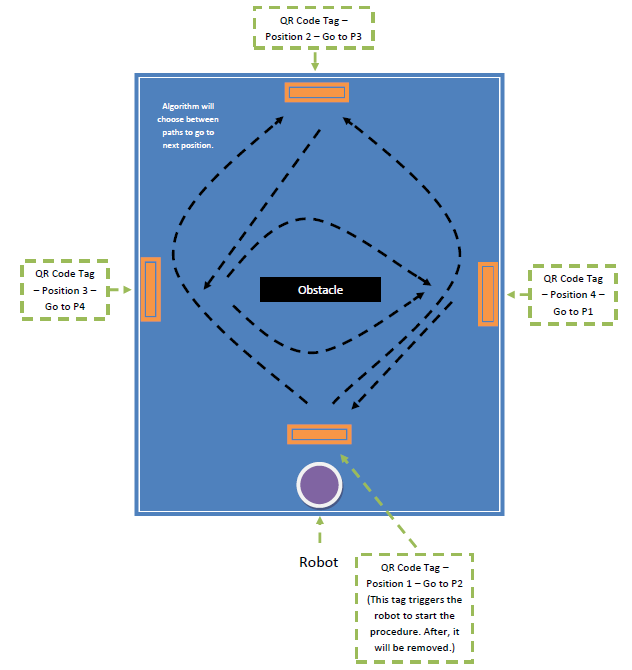 QR Code Tag –
Position 2 – Go to P3
Algorithm will
choose between
paths to go to
next position.
QR Code Tag
– Position 3 –
Go to P4
Obstacle
QR Code Tag
– Position 4 –
Go to P1
Robot
QR Code Tag –
Position 1 – Go to P2
(This tag triggers the
robot to start the
procedure. After, it
will be removed.)